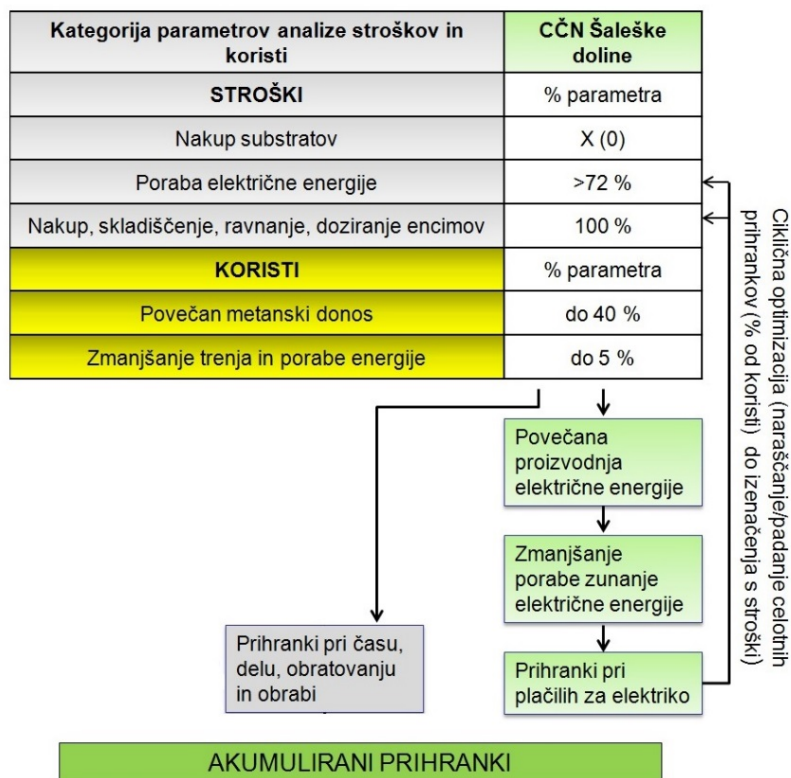 Kategorija parametrov analize stroškov in
koristi
CČN Šaleške
doline
STROŠKI
% parametra
Nakup substratov
X (0)
Poraba električne energije
>72 %
Nakup, skladiščenje, ravnanje, doziranje encimov
100 %
KORISTI
% parametra
Povečan metanski donos
do 40 %
Zmanjšanje trenja in porabe energije
do 5 %
Povečana
proizvodnja
električne energije
Zmanjšanje
porabe zunanje
električne energije
Prihranki pri času,
delu, obratovanju
in obrabi
Prihranki pri
plačilih za elektriko
Ciklična optimizacija (naraščanje/padanje celotnih
prihrankov (% od koristi) do izenačenja s stroški)
AKUMULIRANI PRIHRANKI